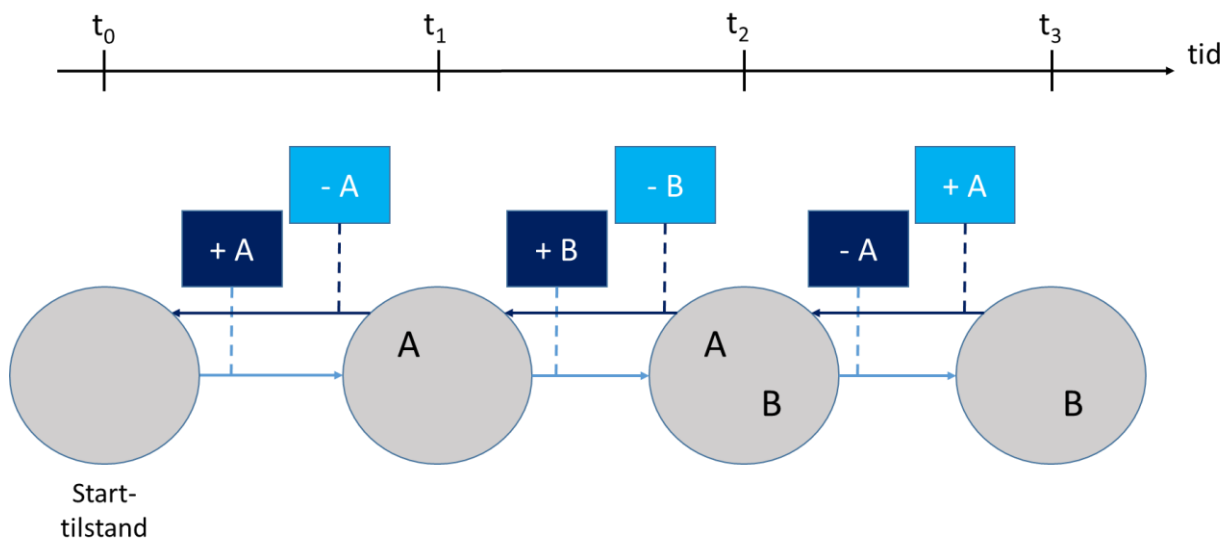 t₀ t₁ t₂ t₃
tid
- A - B + A
+ A + B - A
A A
B B
Start-
tilstand